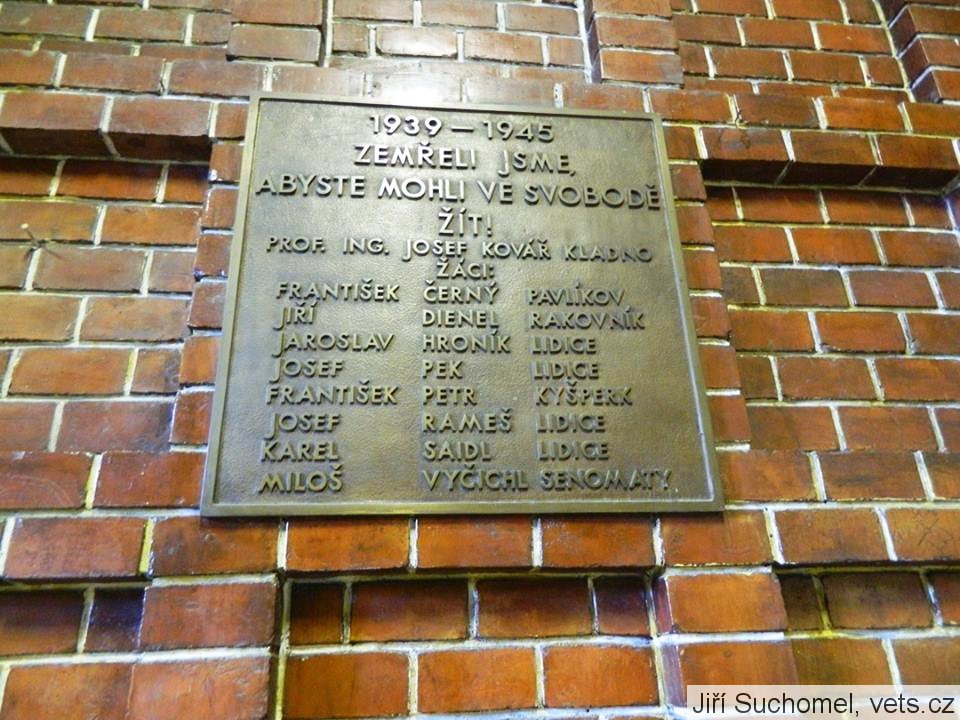 1939 – 1945
ZEMŘELI JSME,
ABYSTE MOHLI VE SVOBODĚ
ŽÍT!
PROF. ING. JOSEF KOVÁŘ KLADNO
ŽÁCI:
FRANTIŠEK ČERNÝ PAVLÍKOV
JIŘÍ DIENEL RAKOVNÍK
JAROSLAV HRONÍK LIDICE
JOSEF PEK LIDICE
FRANTIŠEK PETR KYŠPERK
JOSEF RAMEŠ LIDICE
KAREL SAIDL LIDICE
MILOŠ VYČICHL SENOMATY
Jiří Suchomel, vets.cz